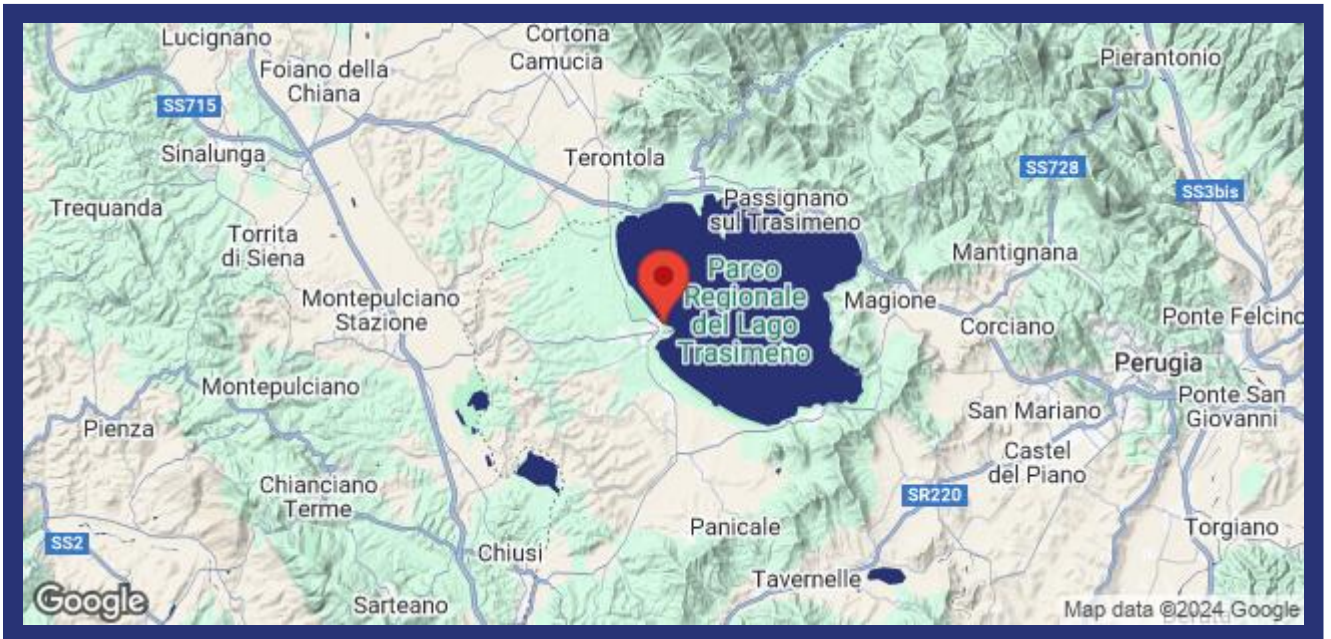 Lucignano
Cortona
Camucia
Pierantonio
Foiano della
Chiana
SS715
Sinalunga
Terontola
SS728
SS3bis
Trequanda
Passignano
sul Trasimeno
Torrita
di Siena
Mantignana
Parco
Regionale
del Lago
Trasimeno
Montepulciano
Stazione
Magione
Corciano
Ponte Felcino
Perugia
Montepulciano
Ponte San
Giovanni
Pienza
San Mariano
Castel
del Piano
Chianciano
Terme
SR220
SS2
Panicale
Torgiano
Chiusi
Tavernelle
Sarteano
Google
Map data ©2024 Google